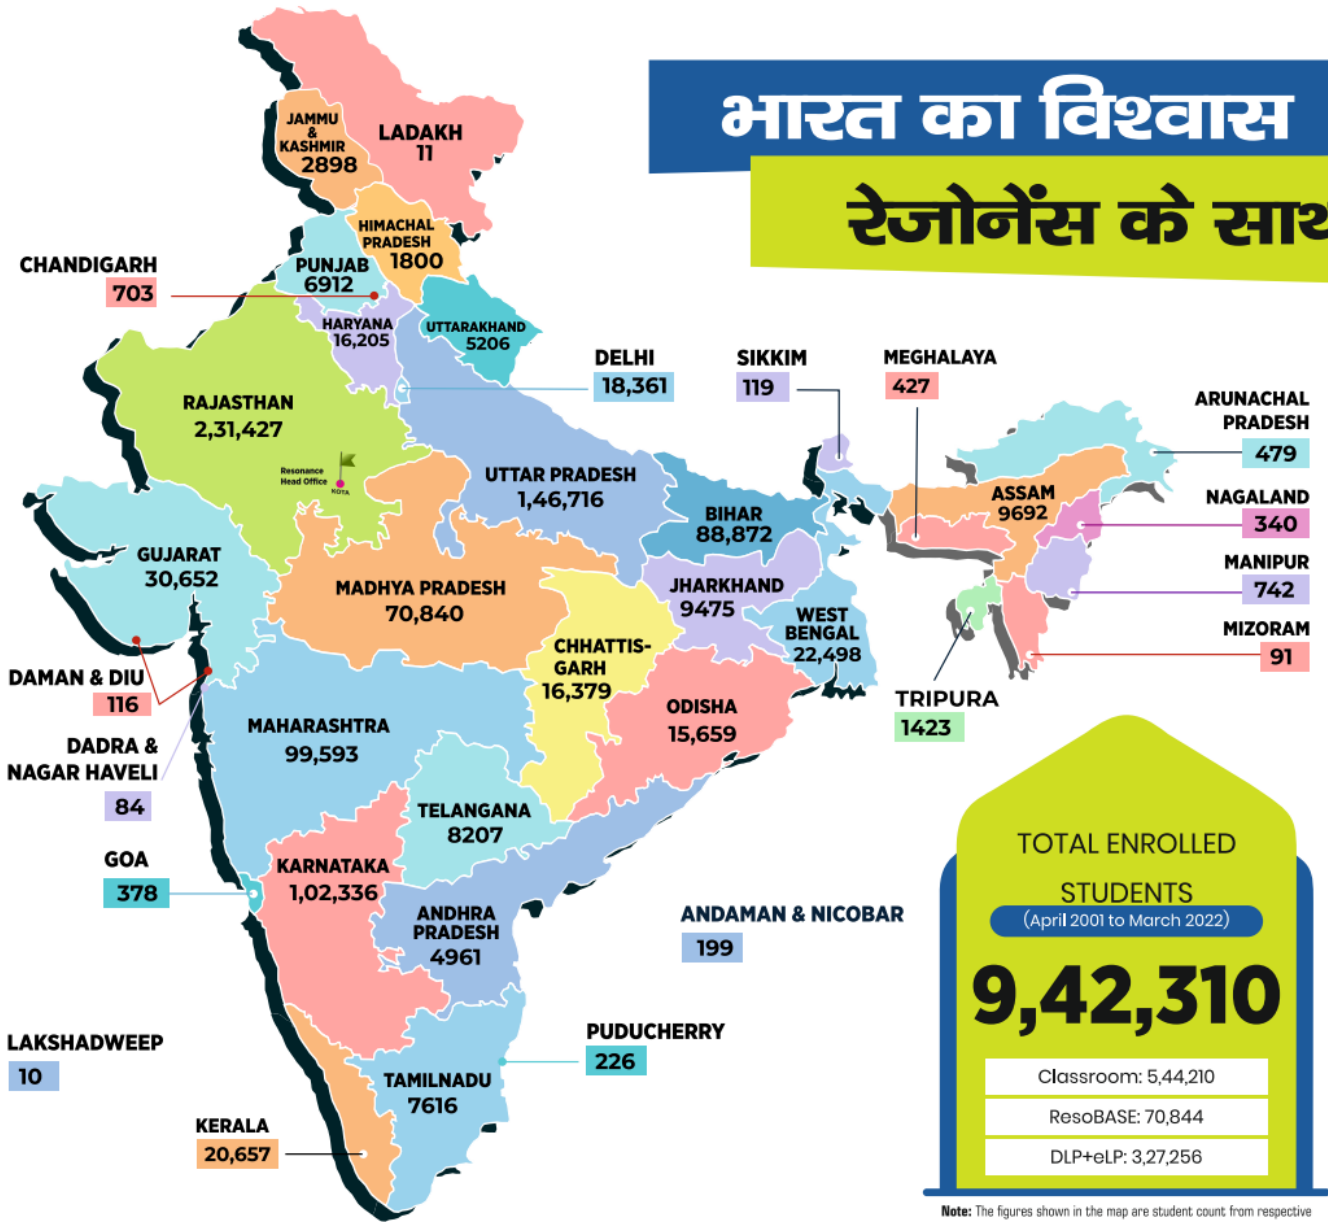 भारत का विश्वास
रेजोनेंस के साथ
JAMMU
&
KASHMIR
2898
LADAKH
11
HIMACHAL
PRADESH
1800
PUNJAB
6912
CHANDIGARH
703
HARYANA
16,205
UTTARAKHAND
5206
DELHI
18,361
SIKKIM
119
MEGHALAYA
427
ARUNACHAL
PRADESH
479
RAJASTHAN
2,31,427
Resonance
Head Office
KOTA
UTTAR PRADESH
1,46,716
BIHAR
88,872
ASSAM
9692
NAGALAND
340
GUJARAT
30,652
MADHYA PRADESH
70,840
JHARKHAND
9475
MANIPUR
742
WEST
BENGAL
22,498
MIZORAM
91
CHHATTIS-
GARH
16,379
DAMAN & DIU
116
TRIPURA
1423
ODISHA
15,659
MAHARASHTRA
99,593
DADRA &
NAGAR HAVELI
84
TELANGANA
8207
GOA
378
KARNATAKA
1,02,336
ANDHRA
PRADESH
4961
ANDAMAN & NICOBAR
199
LAKSHADWEEP
10
PUDUCHERRY
226
TAMILNADU
7616
KERALA
20,657
TOTAL ENROLLED
STUDENTS
(April 2001 to March 2022)
9,42,310
Classroom: 5,44,210
ResoBASE: 70,844
DLP+eLP: 3,27,256
Note: The figures shown in the map are student count from respective